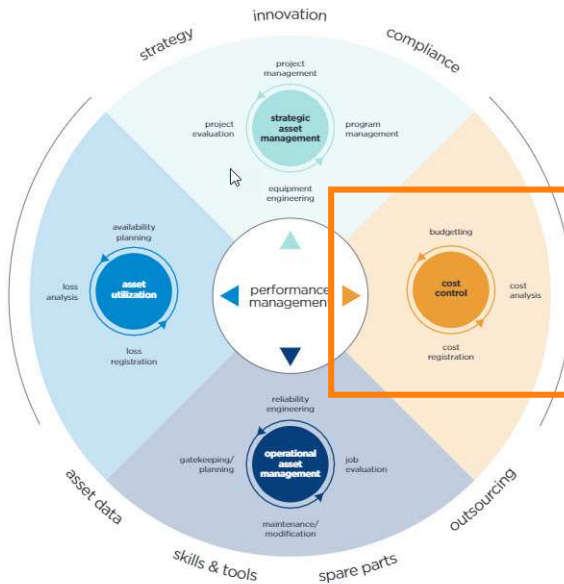 innovation
strategy
compliance
project
management
project
evaluation
strategic
asset
management
program
management
equipment
engineering
availability
planning
loss
analysis
asset
utilization
loss
registration
performance
management
budgetting
cost
control
cost
analysis
cost
registration
reliability
engineering
gatekeeping/
planning
operational
asset
management
job
evaluation
maintenance/
modification
asset data
skills & tools
spare parts
outsourcing